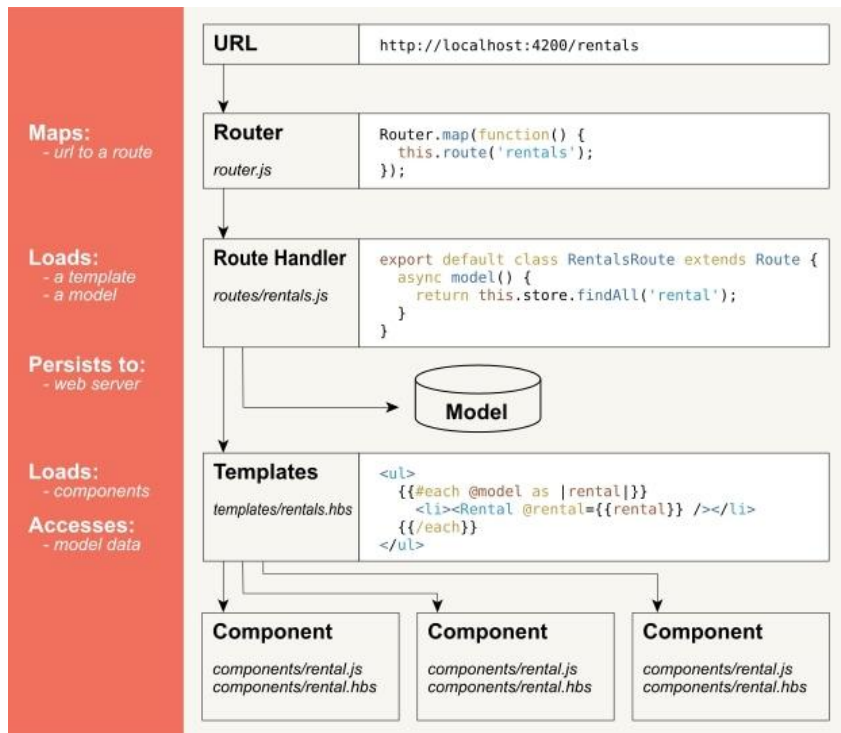 URL
http://localhost:4200/rentals
Maps:
- url to a route
Router
router.js
Router.map(function() {
  this.route('rentals');
});
Loads:
- a template
- a model
Route Handler
routes/rentals.js
export default class RentalsRoute extends Route {
  async model() {
    return this.store.findAll('rental');
  }
}
Persists to:
- web server
Model
Loads:
- components
Accesses:
- model data
Templates
templates/rentals.hbs
<ul>
  {{#each @model as |rental|}}
    <li><Rental @rental={{rental}} /></li>
  {{/each}}
</ul>
Component
components/rental.js
components/rental.hbs
Component
components/rental.js
components/rental.hbs
Component
components/rental.js
components/rental.hbs